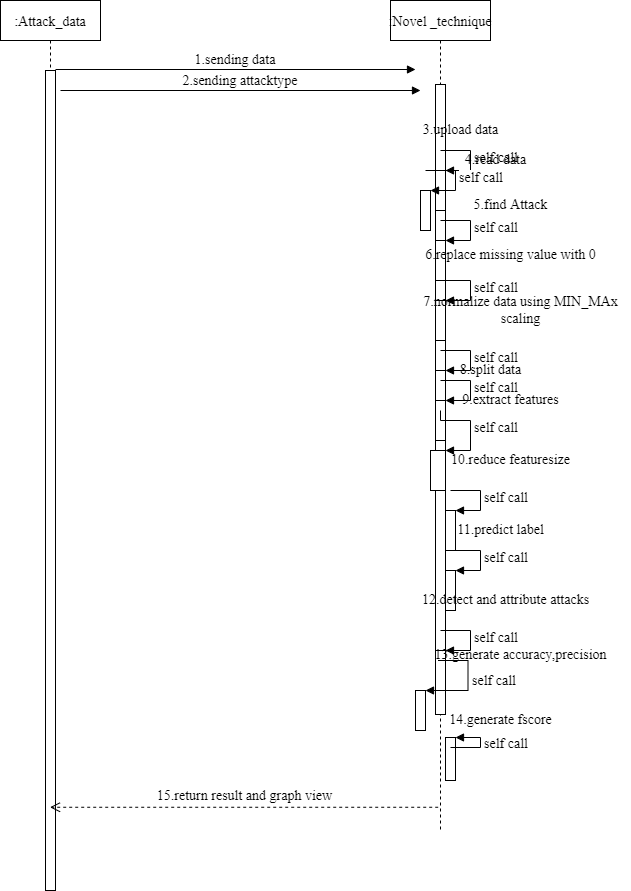 :Attack_data
:Novel _technique
1.sending data
2.sending attacktype
3.upload data
self call
4.read data
self call
5.find Attack
self call
6.replace missing value with 0
self call
7.normalize data using MIN_MAx
scaling
self call
8.split data
self call
9.extract features
self call
10.reduce featuresize
self call
11.predict label
self call
12.detect and attribute attacks
self call
13.generate accuracy,precision
self call
14.generate fscore
self call
15.return result and graph view